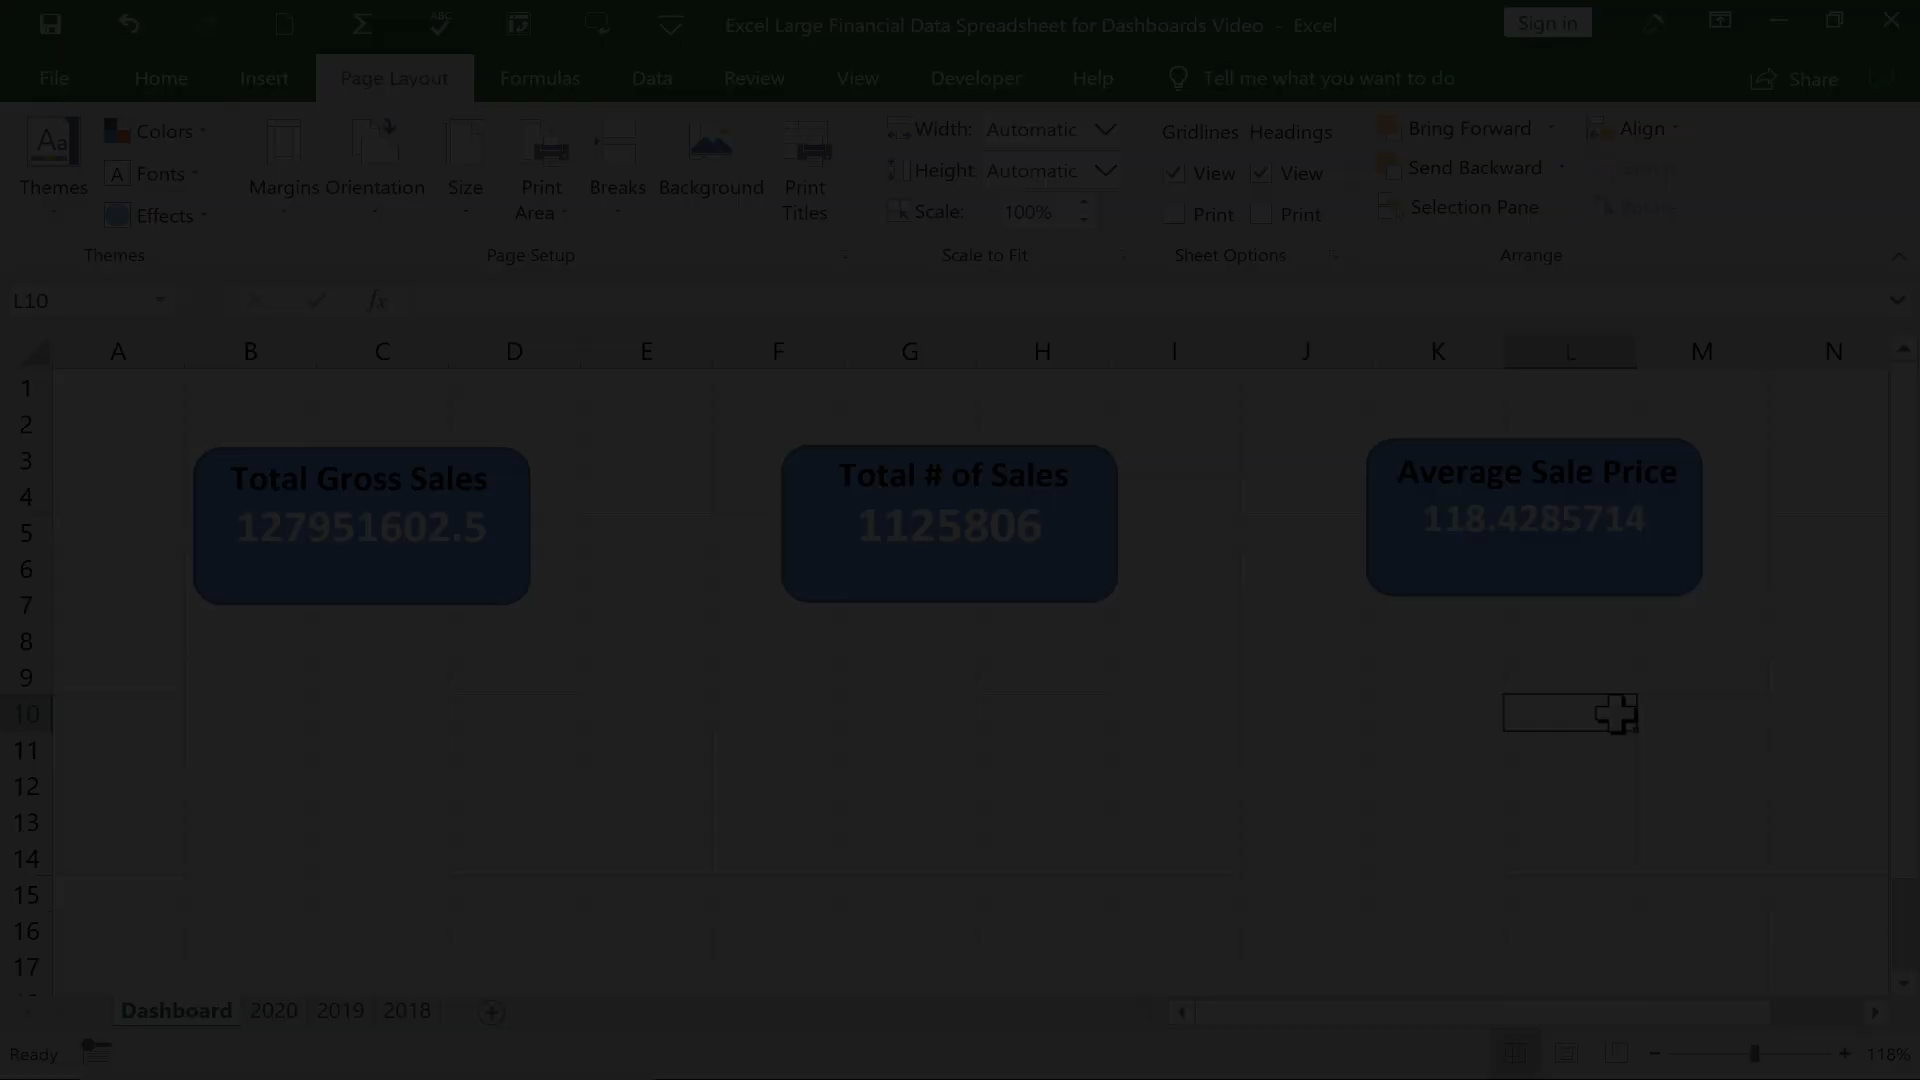 ABC
Excel Large Financial Data Spreadsheet for Dashboards Video - Excel
Sign in
File Home Insert Page Layout Formulas Data Review View Developer Help Tell me what you want to do Share
Aa Colors
A Fonts
Effects
Themes
Themes
Margins Orientation Size Print Area Breaks Background Print Titles
Page Setup
Width: Automatic
Height: Automatic
Scale: 100%
Scale to Fit
Gridlines Headings
View View
Print Print
Sheet Options
Bring Forward Align
Send Backward Group
Selection Pane Rotate
Arrange
L10 fx
A B C D E F G H I J K L M N
1
2
3
4
5
6
7
8
9
10
11
12
13
14
15
16
17
Total Gross Sales
127951602.5
Total # of Sales
1125806
Average Sale Price
118.4285714
Dashboard 2020 2019 2018
Ready 118%